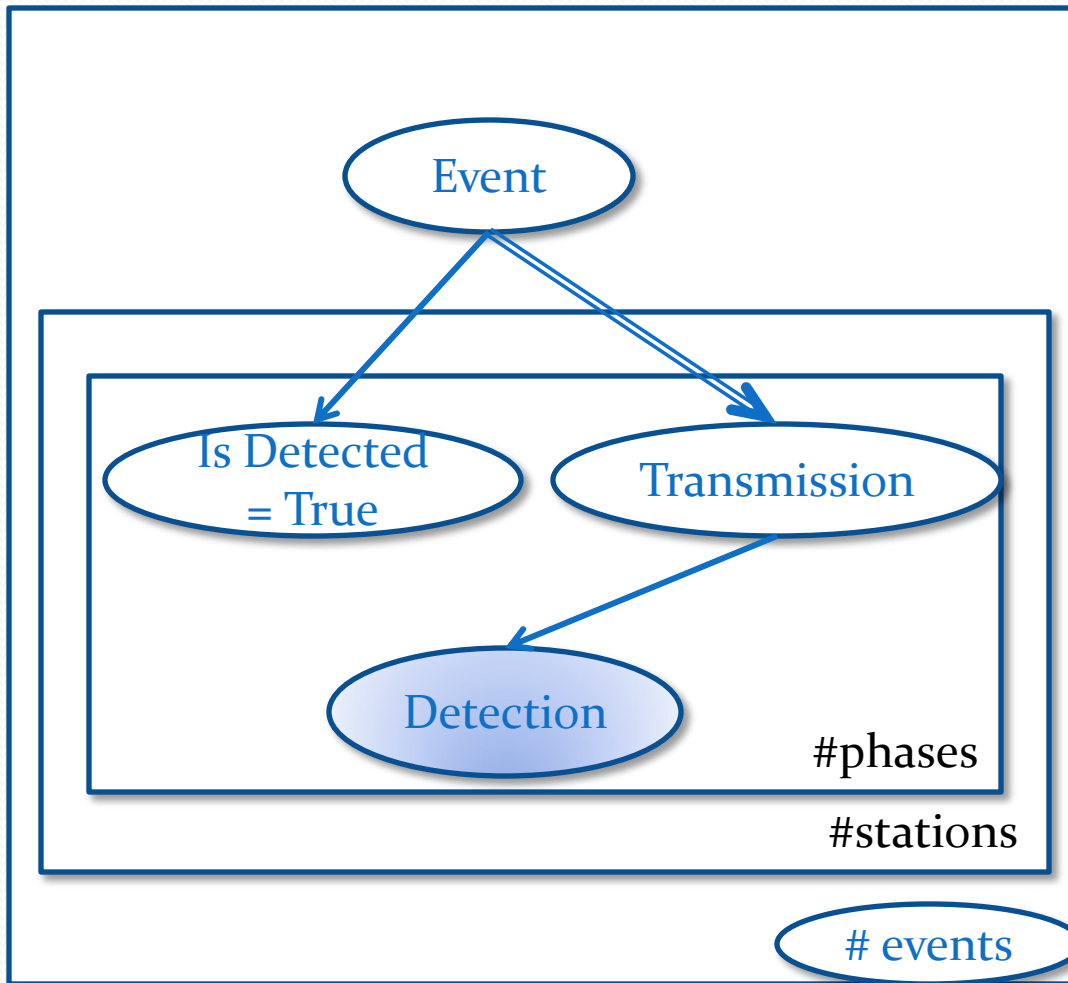 Event
Is Detected
= True
Transmission
Detection
#phases
#stations
# events